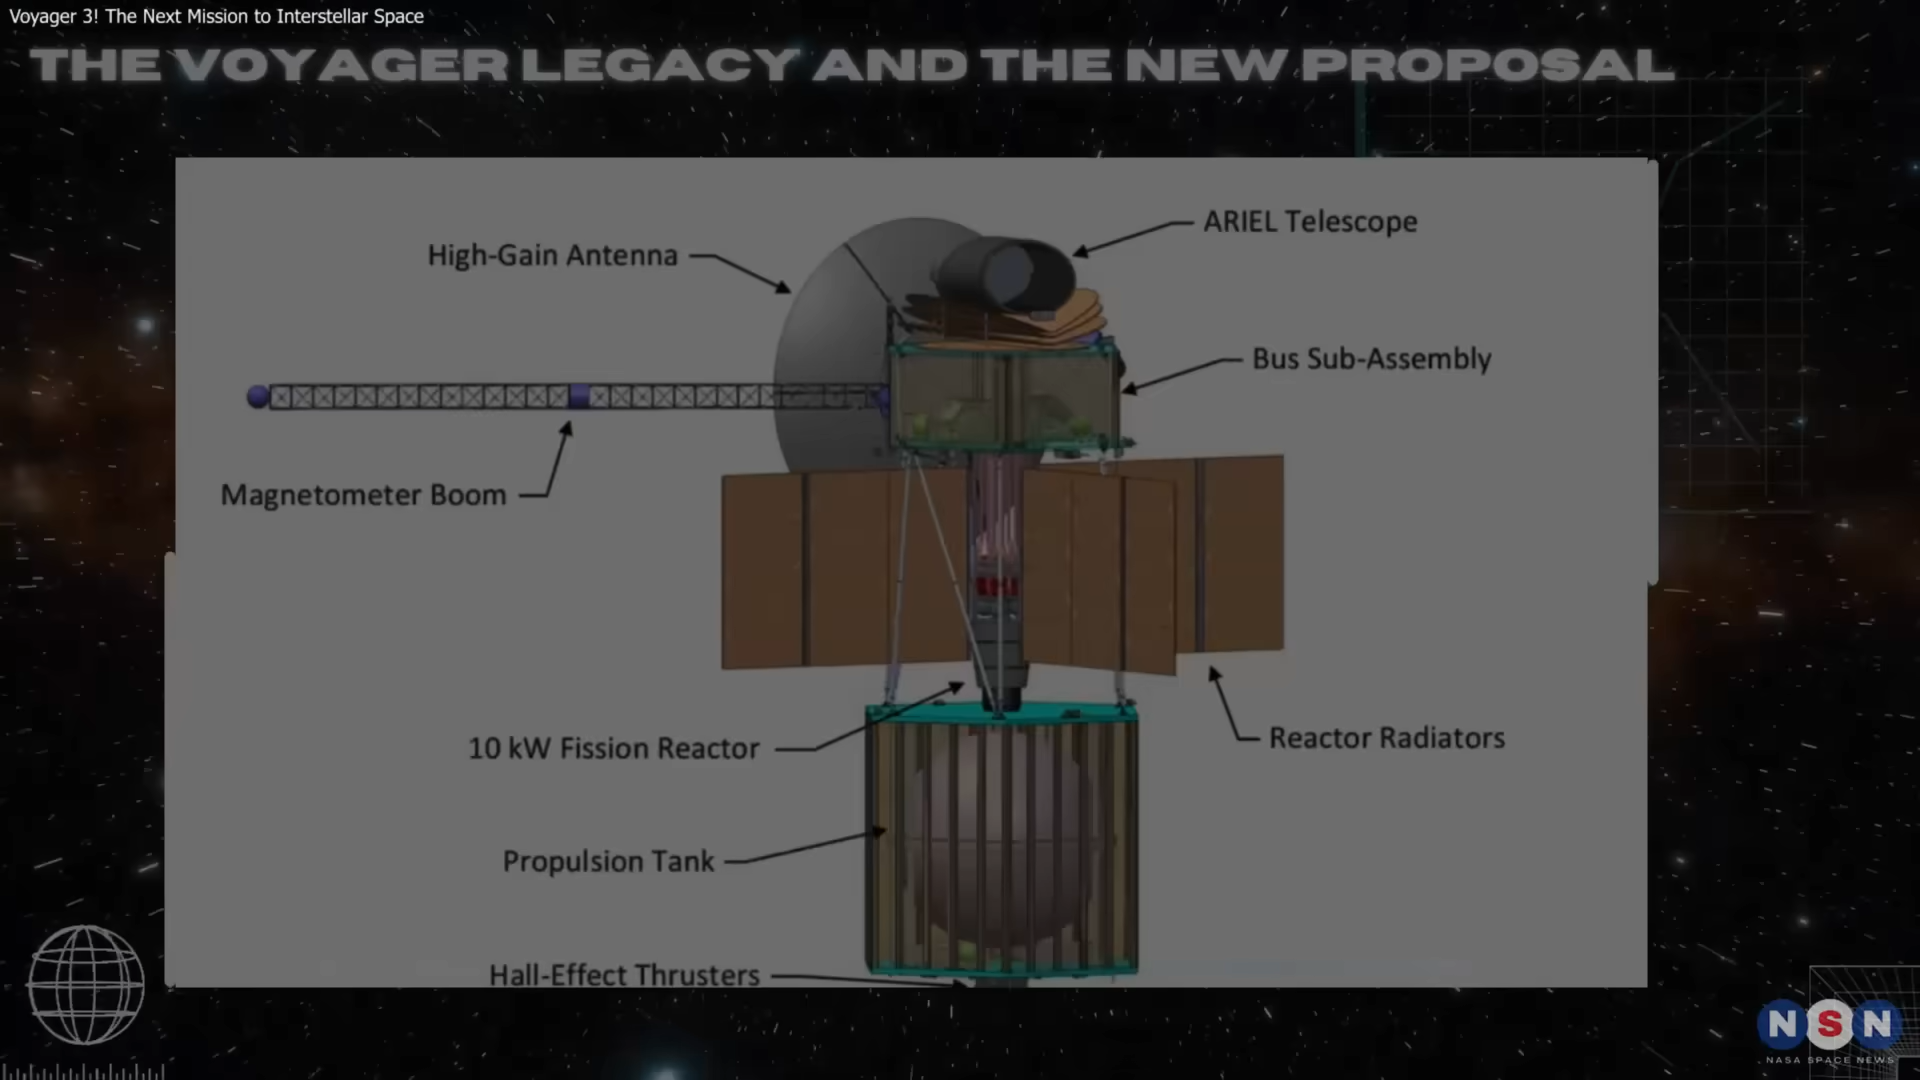 Voyager 3! The Next Mission to Interstellar Space
THE VOYAGER LEGACY AND THE NEW PROPOSAL
ARIEL Telescope
High-Gain Antenna
Bus Sub-Assembly
Magnetometer Boom
Reactor Radiators
10 kW Fission Reactor
Propulsion Tank
Hall-Effect Thrusters
NSN
NASA SPACE NEWS